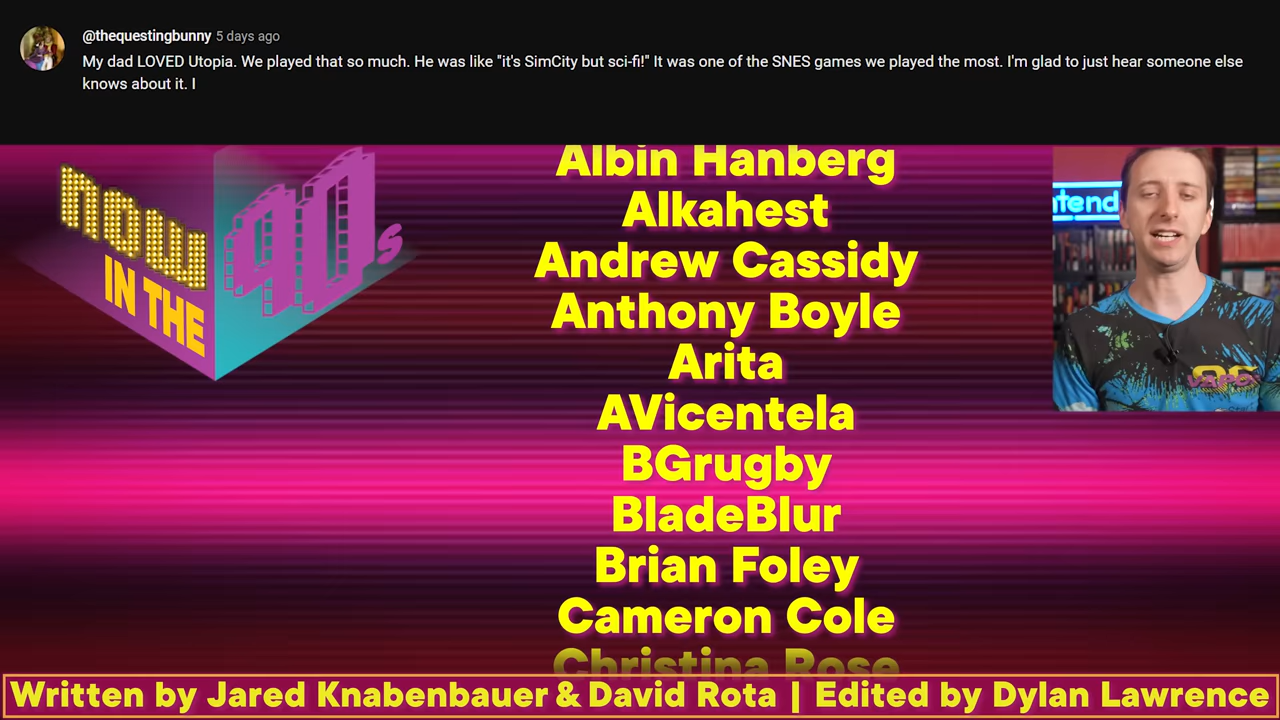 @thequestingbunny 5 days ago
My dad LOVED Utopia. We played that so much. He was like "it's SimCity but sci-fi!" It was one of the SNES games we played the most. I'm glad to just hear someone else
knows about it. I
NOW
IN THE
90s
ntend
VAPOR
Albin Hanberg
Alkahest
Andrew Cassidy
Anthony Boyle
Arita
AVicentela
BGrugby
BladeBlur
Brian Foley
Cameron Cole
Christina Rose
Written by Jared Knabenbauer & David Rota | Edited by Dylan Lawrence